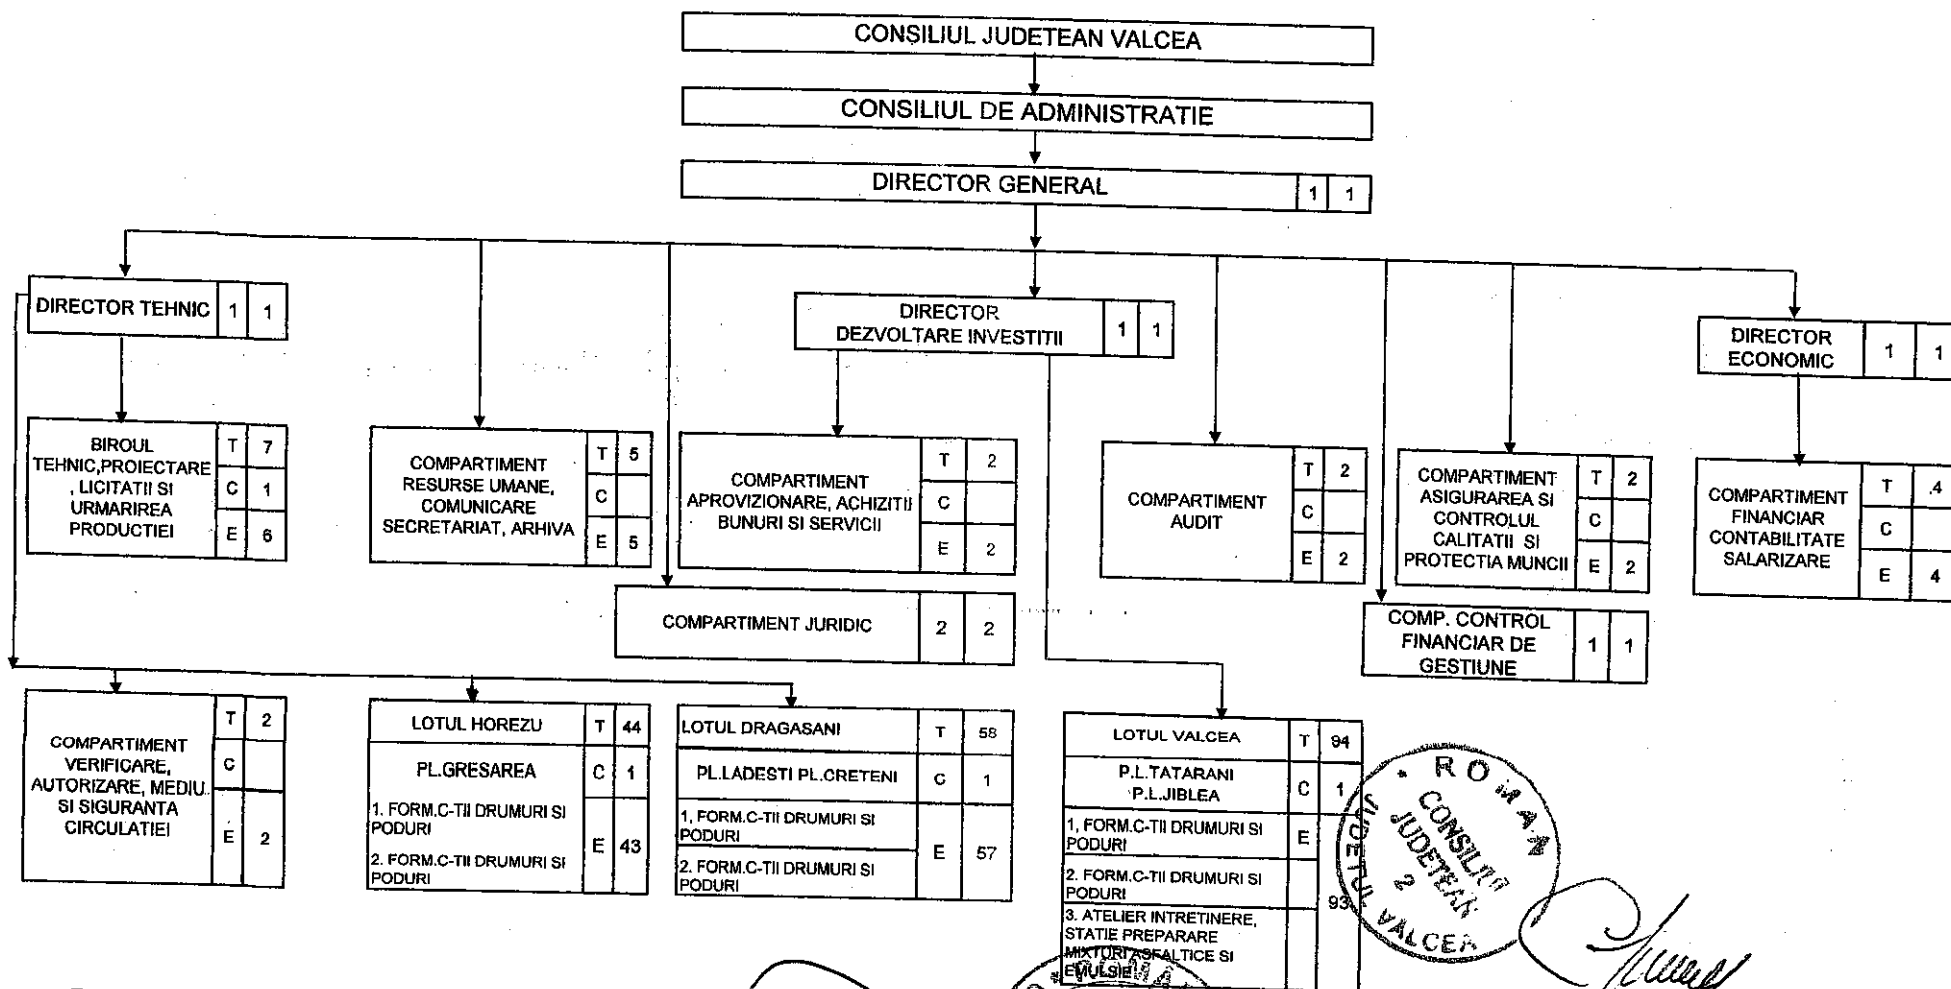 CONSILIUL JUDETEAN VALCEA
CONSILIUL DE ADMINISTRATIE
DIRECTOR GENERAL 1 1
DIRECTOR TEHNIC 1 1
DIRECTOR
DEZVOLTARE INVESTITII 1 1
DIRECTOR
ECONOMIC 1 1
BIROUL
TEHNIC,PROIECTARE
, LICITATII SI
URMARIREA
PRODUCTIEI
T 7
C 1
E 6
COMPARTIMENT
RESURSE UMANE,
COMUNICARE
SECRETARIAT, ARHIVA
T 5
C
E 5
COMPARTIMENT
APROVIZIONARE, ACHIZITII
BUNURI SI SERVICII
T 2
C
E 2
COMPARTIMENT
AUDIT
T 2
C
E 2
COMPARTIMENT
ASIGURAREA SI
CONTROLUL
CALITATII SI
PROTECTIA MUNCII
T 2
C
E 2
COMPARTIMENT
FINANCIAR
CONTABILITATE
SALARIZARE
T 4
C
E 4
COMPARTIMENT JURIDIC 2 2
COMP. CONTROL
FINANCIAR DE
GESTIUNE
1 1
COMPARTIMENT
VERIFICARE,
AUTORIZARE, MEDIU
SI SIGURANTA
CIRCULATIEI
T 2
C
E 2
LOTUL HOREZU T 44
PL.GRESAREA C 1
1. FORM.C-TII DRUMURI SI
PODURI
2. FORM.C-TII DRUMURI SI
PODURI
E 43
LOTUL DRAGASANI T 58
PL.LADESTI PL.CRETENI C 1
1, FORM.C-TII DRUMURI SI
PODURI
2. FORM.C-TII DRUMURI SI
PODURI
E 57
LOTUL VALCEA T 94
P.L.TATARANI
P.L.JIBLEA
C 1
1, FORM.C-TII DRUMURI SI
PODURI
E
2. FORM.C-TII DRUMURI SI
PODURI
93
3. ATELIER INTRETINERE,
STATIE PREPARARE
MIXTURI ASFALTICE SI
EMULSIE
ROMAN
CONSILIUL
JUDETEAN
2
JUDETUL VALCEA